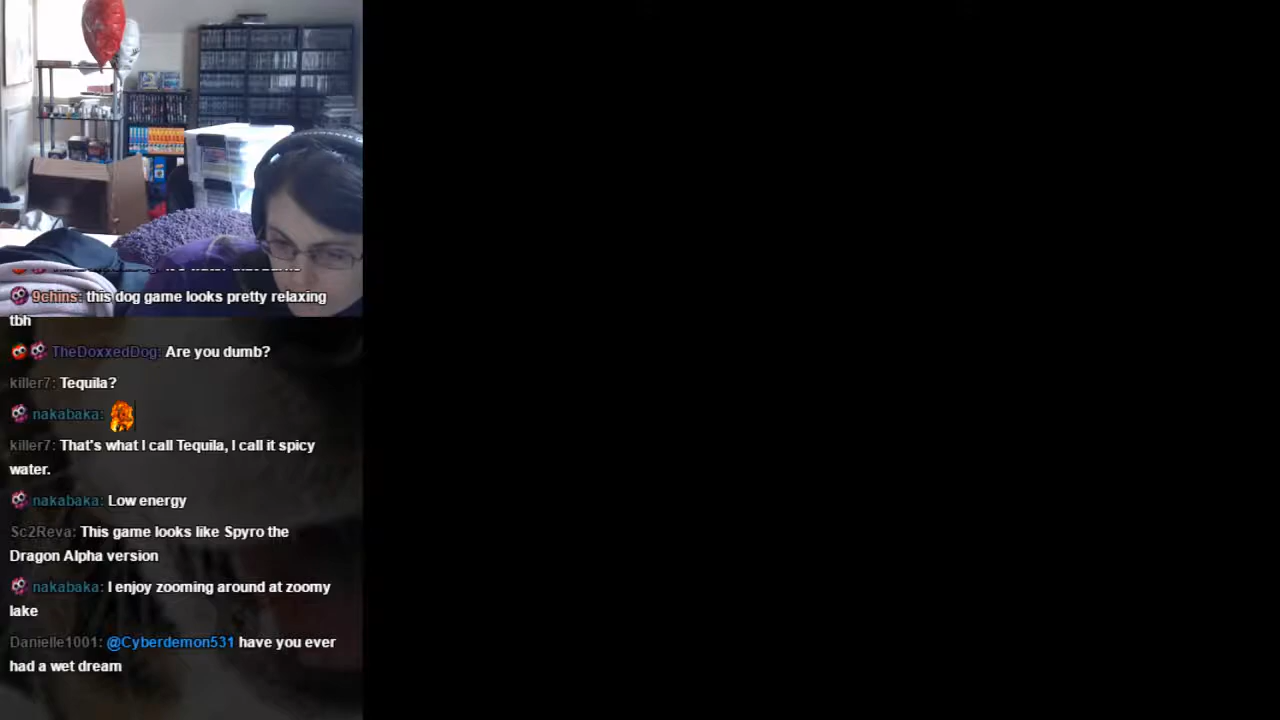 9chins: this dog game looks pretty relaxing
tbh
TheDoxxedDog: Are you dumb?
killer7: Tequila?
nakabaka:
killer7: That's what I call Tequila, I call it spicy
water.
nakabaka: Low energy
Sc2Reva: This game looks like Spyro the
Dragon Alpha version
nakabaka: I enjoy zooming around at zoomy
lake
Danielle1001: @Cyberdemon531 have you ever
had a wet dream